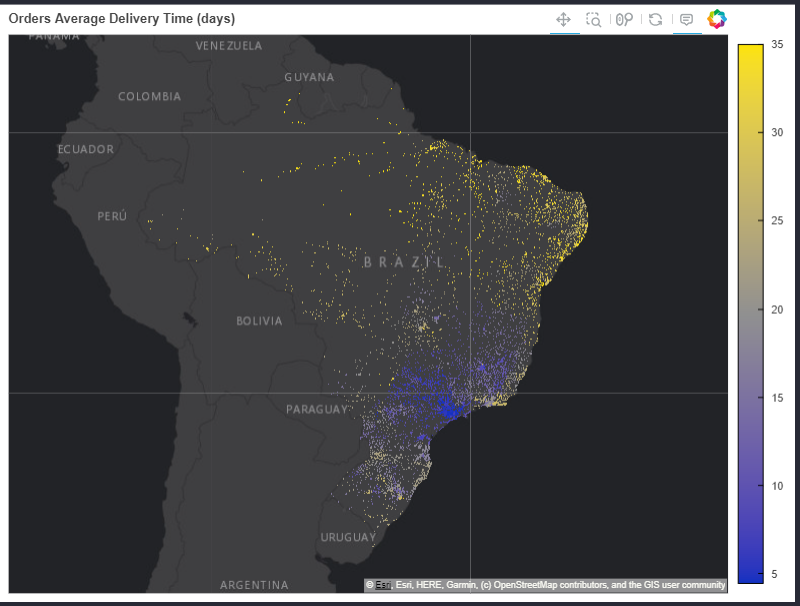 Orders Average Delivery Time (days)
PANAMA
VENEZUELA
GUYANA
COLOMBIA
ECUADOR
PERÚ
BRAZIL
BOLIVIA
PARAGUAY
URUGUAY
ARGENTINA
35
30
25
20
15
10
5
© Esri, Esri, HERE, Garmin, (c) OpenStreetMap contributors, and the GIS user community